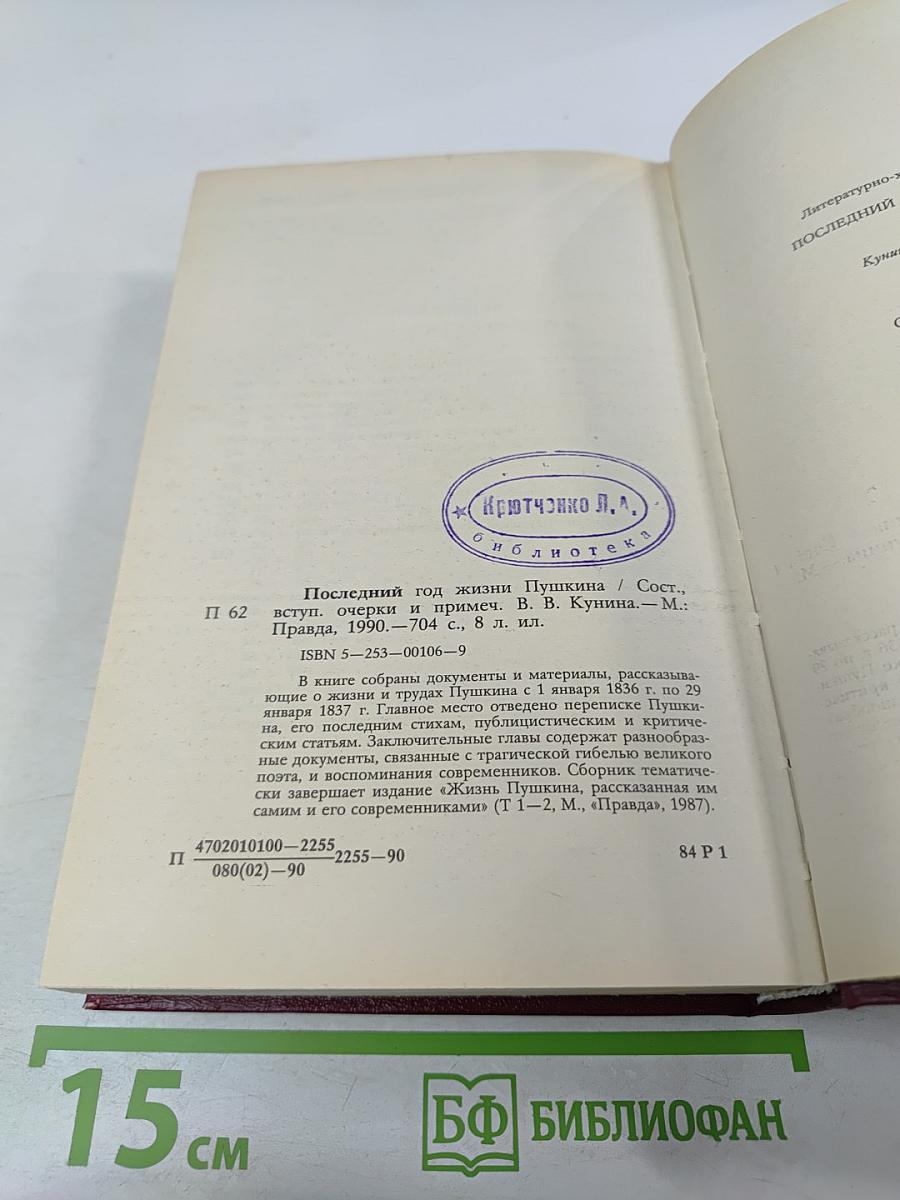 Литературно-х
ПОСЛЕДНИЙ
Кунин
Крютченко Л. А.
библиотека
Последний год жизни Пушкина / Сост.,
П 62 вступ. очерки и примеч. В. В. Кунина.— М.:
Правда, 1990.—704 с., 8 л. ил.
ISBN 5—253—00106—9
В книге собраны документы и материалы, рассказыва-
ющие о жизни и трудах Пушкина с 1 января 1836 г. по 29
января 1837 г. Главное место отведено переписке Пушки-
на, его последним стихам, публицистическим и критиче-
ским статьям. Заключительные главы содержат разнообраз-
ные документы, связанные с трагической гибелью великого
поэта, и воспоминания современников. Сборник тематиче-
ски завершает издание «Жизнь Пушкина, рассказанная им
самим и его современниками» (Т 1—2, М., «Правда», 1987).
П 4702010100—2255 2255—90
080(02)—90
84 Р 1
15 см
БФ БИБЛИОФАН